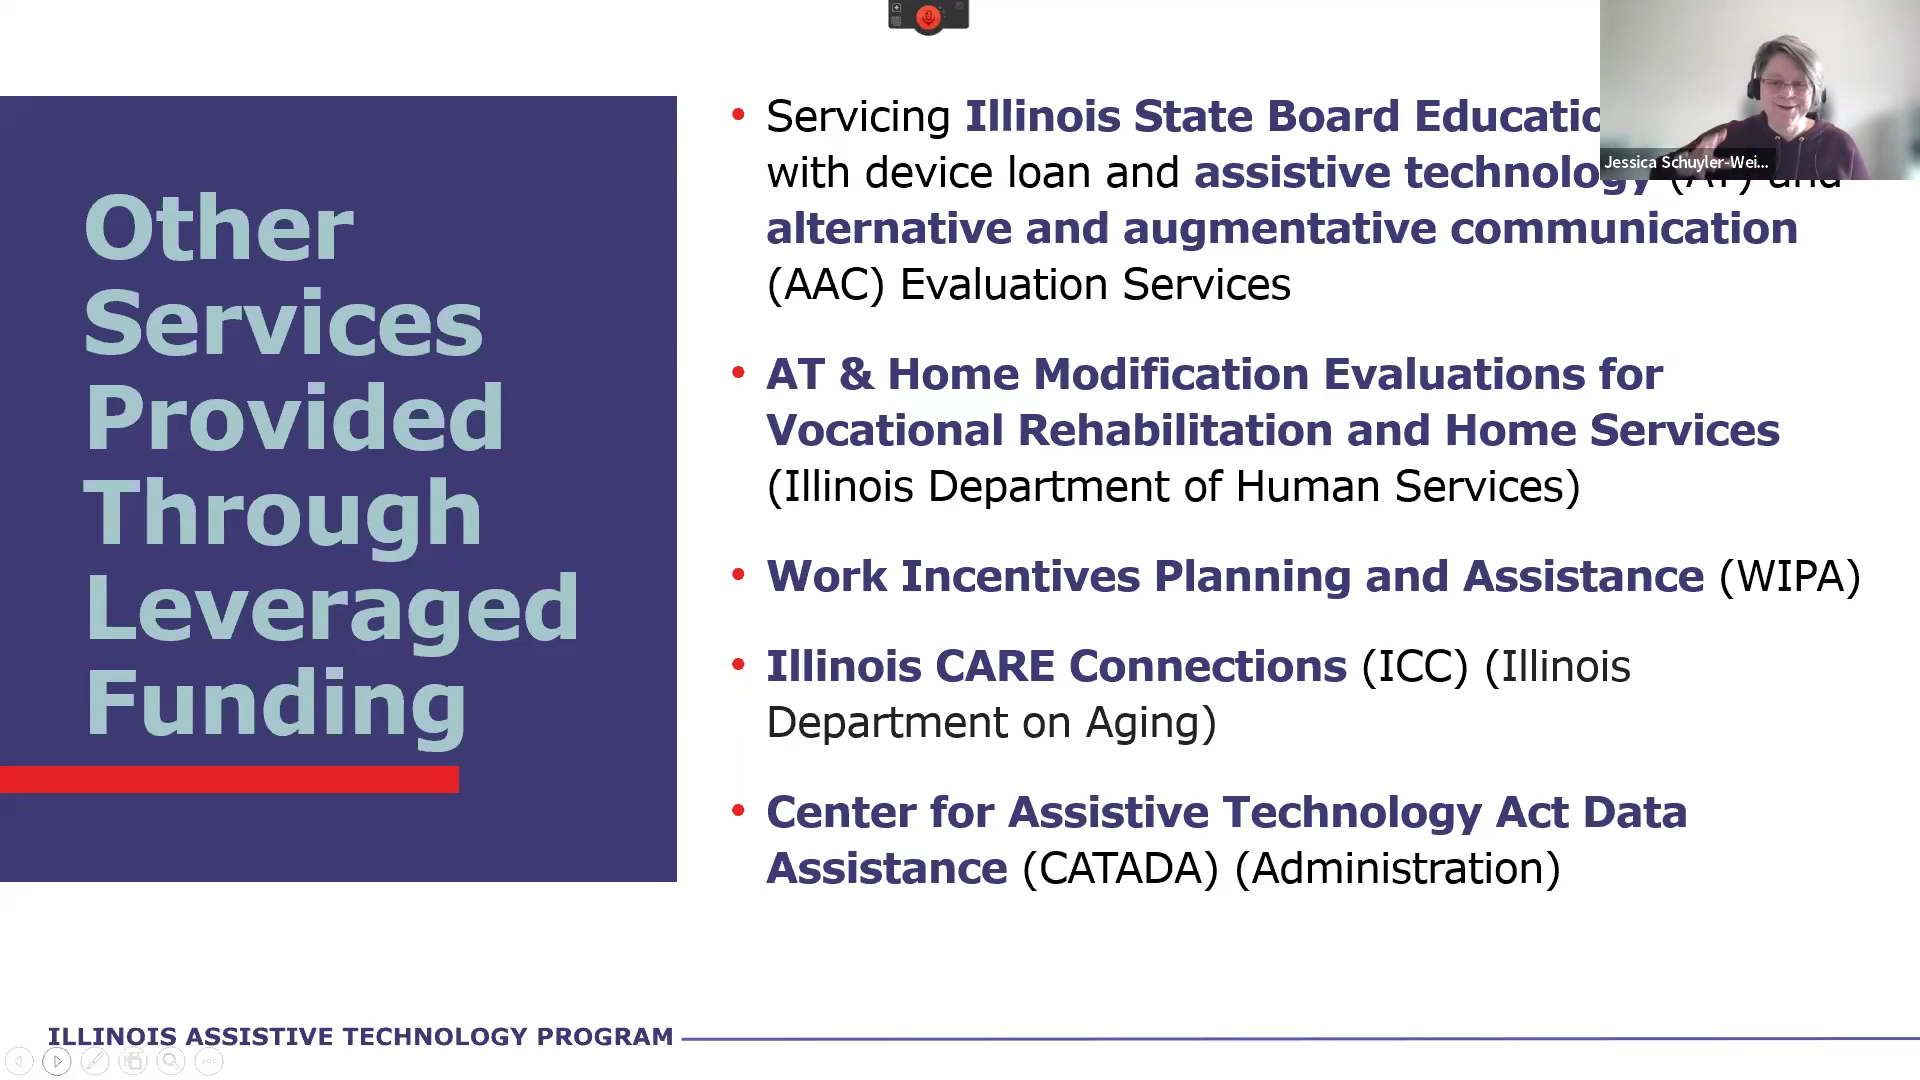 Other
Services
Provided
Through
Leveraged
Funding
• Servicing Illinois State Board Educatio
with device loan and assistive technology (AT) and
alternative and augmentative communication
(AAC) Evaluation Services
• AT & Home Modification Evaluations for
Vocational Rehabilitation and Home Services
(Illinois Department of Human Services)
• Work Incentives Planning and Assistance (WIPA)
• Illinois CARE Connections (ICC) (Illinois
Department on Aging)
• Center for Assistive Technology Act Data
Assistance (CATADA) (Administration)
Jessica Schuyler-Wei...
ILLINOIS ASSISTIVE TECHNOLOGY PROGRAM